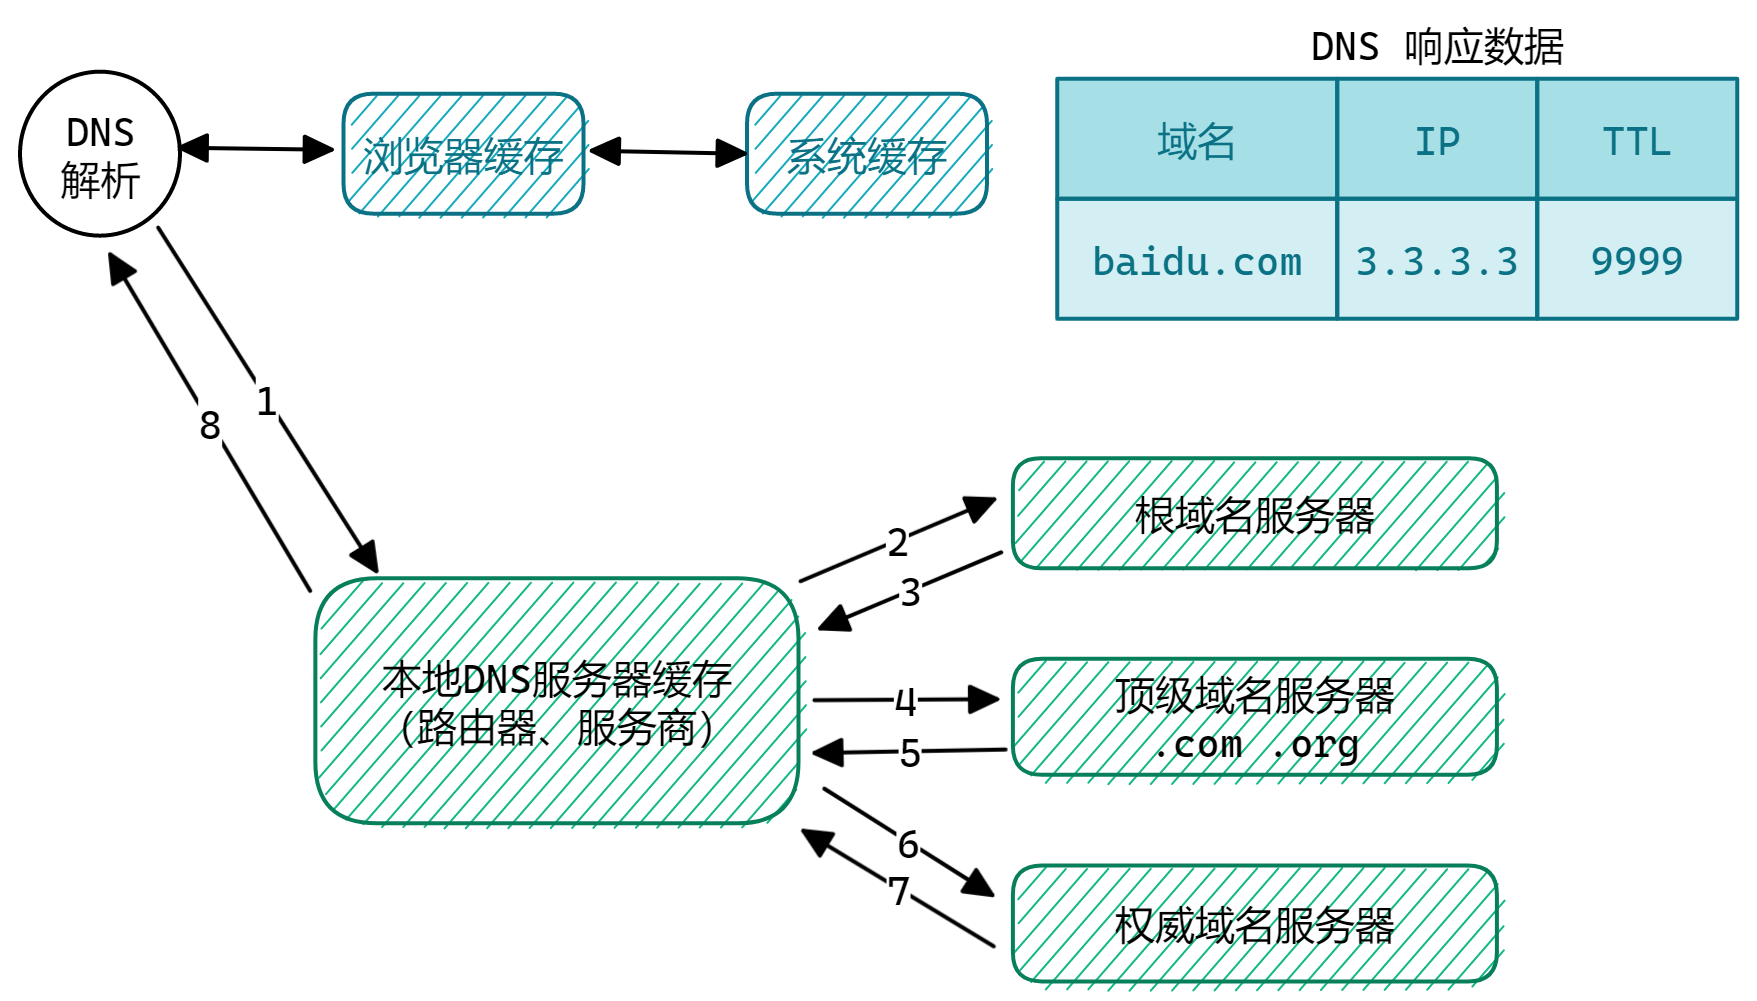 DNS 响应数据
DNS
解析
浏览器缓存
系统缓存
域名
IP
TTL
baidu.com
3.3.3.3
9999
1
8
2
3
根域名服务器
本地DNS服务器缓存
(路由器、服务商)
4
5
顶级域名服务器
.com .org
6
7
权威域名服务器